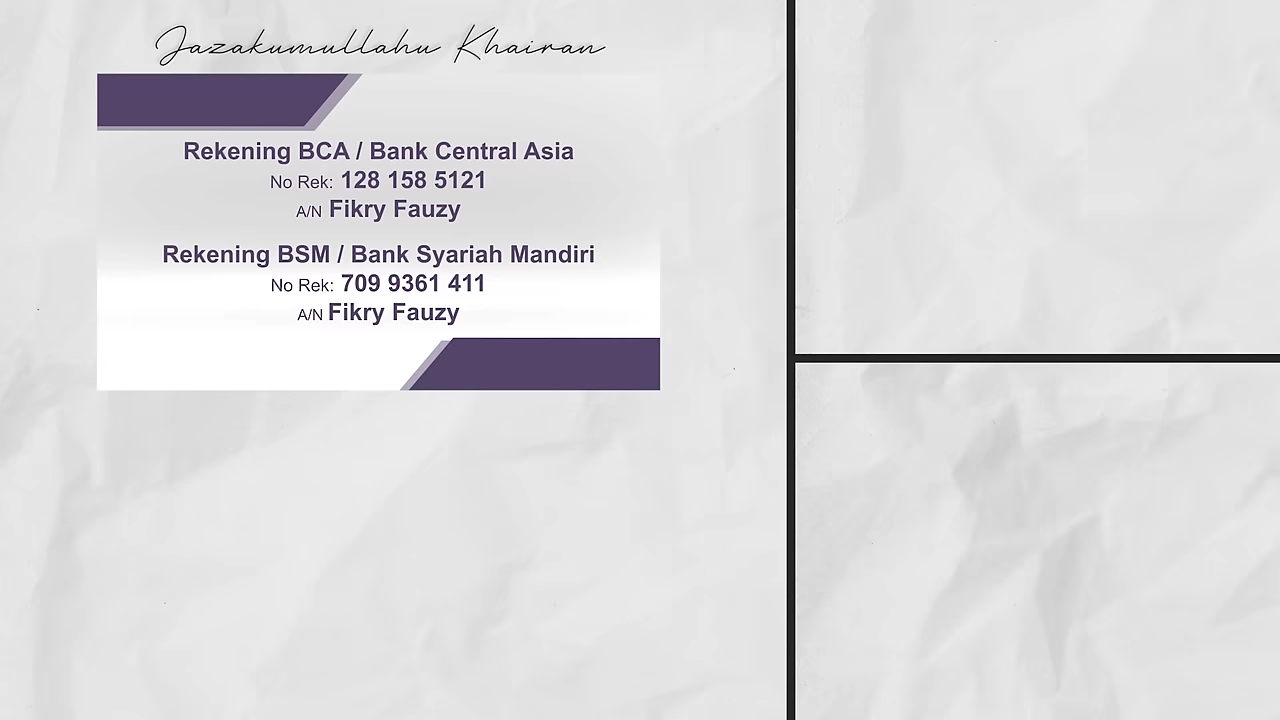 Jazakumullahu Khairan
Rekening BCA / Bank Central Asia
No Rek: 128 158 5121
A/N Fikry Fauzy
Rekening BSM / Bank Syariah Mandiri
No Rek: 709 9361 411
A/N Fikry Fauzy